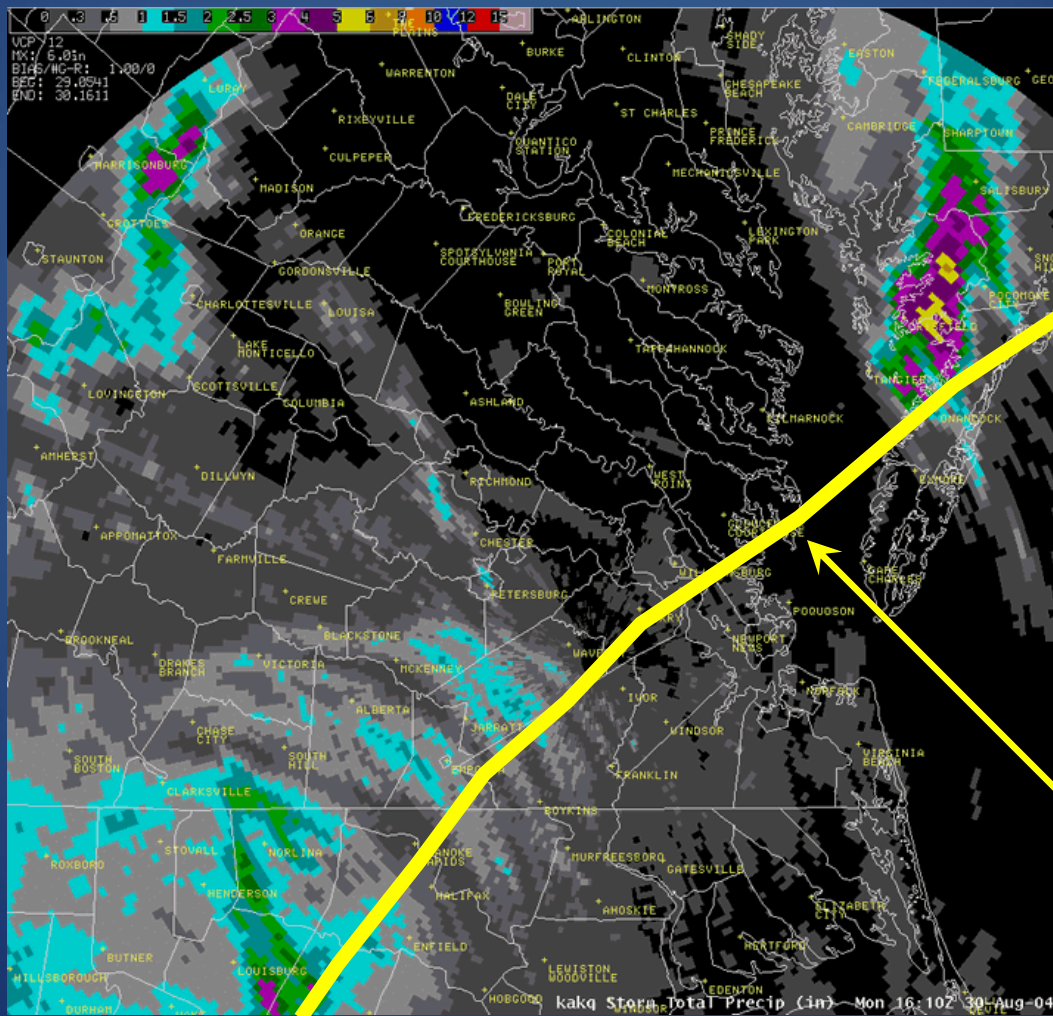 0 .3 .6 1 1.5 2 2.5 3 4 5 6 8 10 12 15
VCP 12
MX: 6.0in
BIAS/HG-R: 1.00/0
BEG: 29.0541
END: 30.1611
PLAINS
ARLINGTON
BURKE
CLINTON
SHADY
SIDE
EASTON
WARRENTON
CHESAPEAKE
BEACH
FEDERALSBURG
LURAY
DALE
CITY
RIXEYVILLE
ST CHARLES
PRINCE
FREDERICK
CAMBRIDGE
SHARPTOWN
QUANTICO
STATION
CULPEPER
HARRISONBURG
MECHANICSVILLE
MADISON
SALISBURY
GROTTOES
FREDERICKSBURG
ORANGE
COLONIAL
BEACH
LEXINGTON
PARK
STAUNTON
SPOTSYLVANIA
COURTHOUSE
PORT
ROYAL
GORDONSVILLE
MONTROSS
POCOMOKE
CITY
CHARLOTTESVILLE
LOUISA
BOWLING
GREEN
CRISFIELD
LAKE
MONTICELLO
TAPPAHANNOCK
TANGIER
LOVINGSTON
SCOTTSVILLE
COLUMBIA
ASHLAND
KILMARNOCK
ONANCOCK
AMHERST
DILLWYN
RICHMOND
WEST
POINT
EXMORE
APPOMATTOX
CHESTER
FARMVILLE
WILLIAMSBURG
CAPE
CHARLES
CREWE
PETERSBURG
POQUOSON
BROOKNEAL
BLACKSTONE
NEWPORT
NEWS
DRAKES
BRANCH
VICTORIA
MCKENNEY
IVOR
NORFOLK
ALBERTA
CHASE
CITY
WINDSOR
SOUTH
BOSTON
SOUTH
HILL
VIRGINIA
BEACH
FRANKLIN
CLARKSVILLE
BOYKINS
STOVALL
NORLINA
ROANOKE
RAPIDS
MURFREESBORO
ROXBORO
GATESVILLE
HENDERSON
HALIFAX
AHOSKIE
ELIZABETH
CITY
ENFIELD
HERTFORD
BUTNER
HILLSBOROUGH
LOUISBURG
LEWISTON
WOODVILLE
DURHAM
HOBGOOD
EDENTON
WINDSOR
kakq Storm Total Precip (in) Mon 16:10Z 30-Aug-04